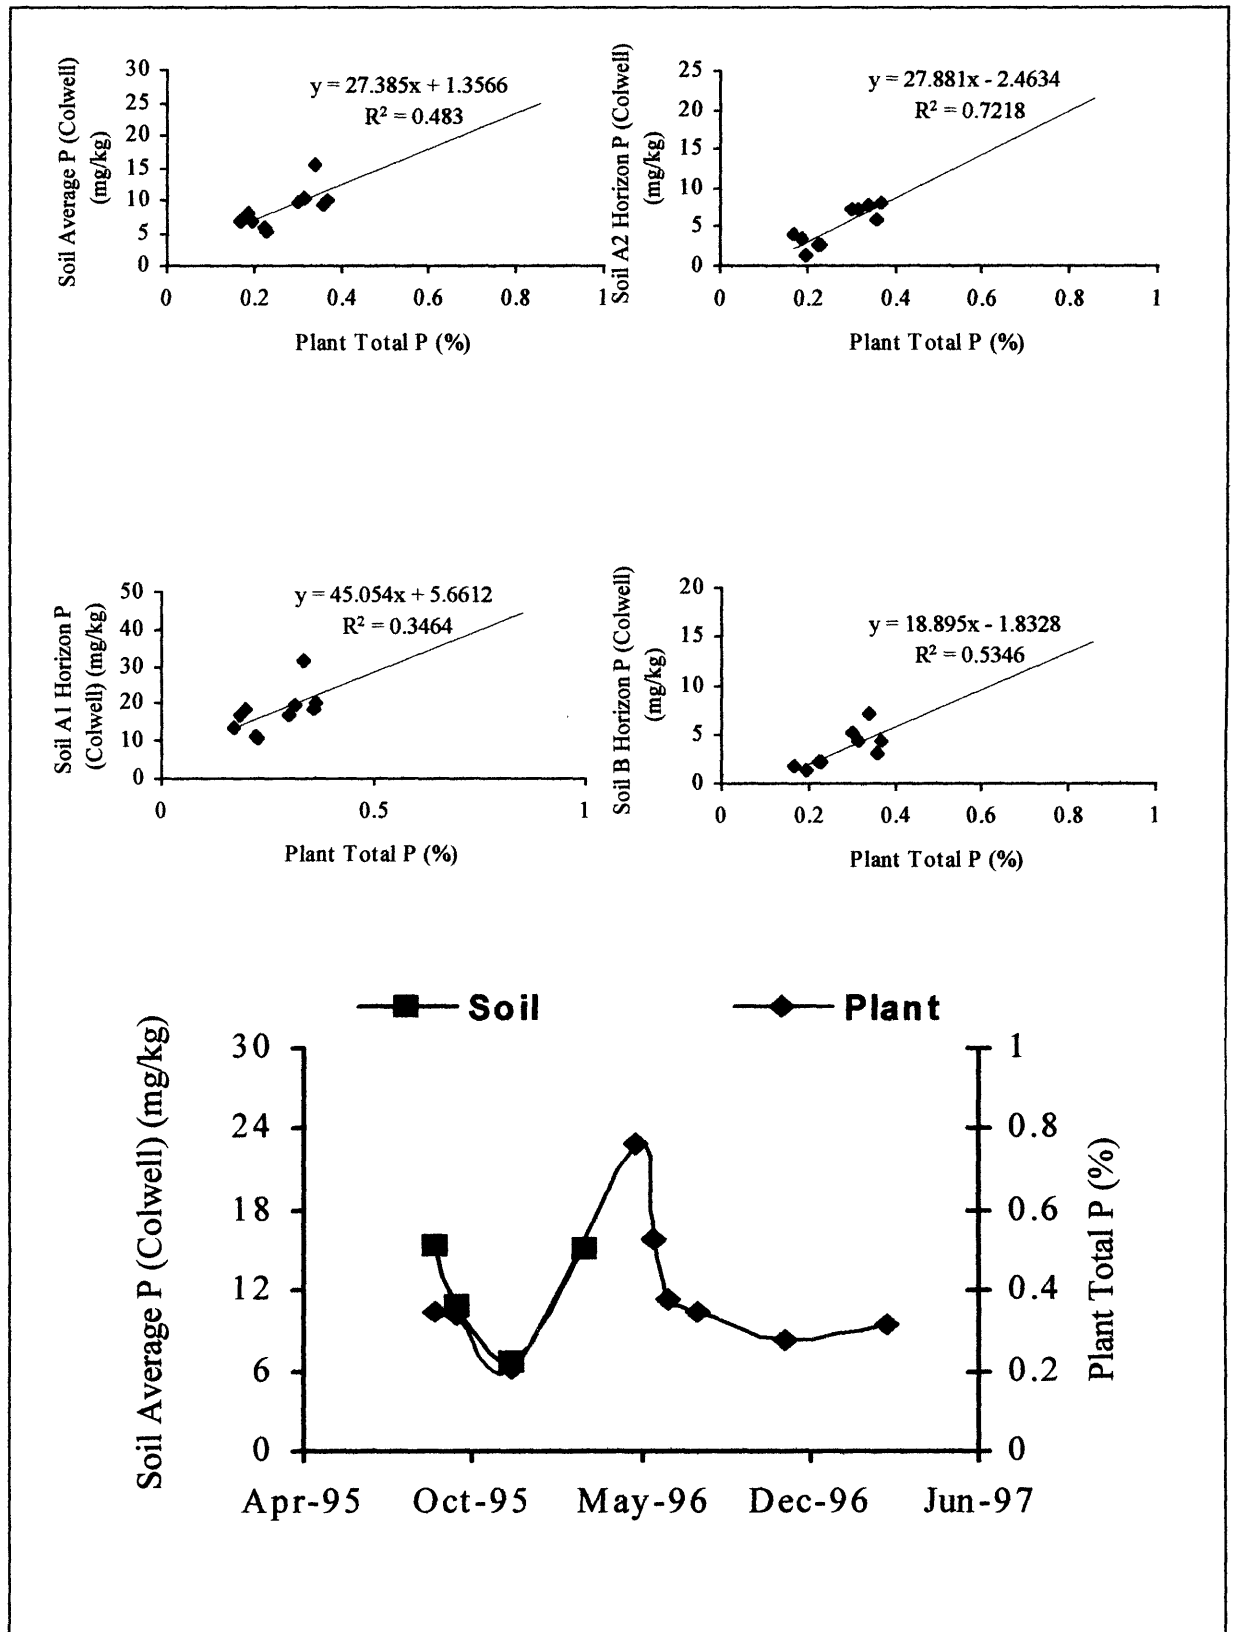 Soil Average P (Colwell)
(mg/kg)
30
25
20
15
10
5
0
y = 27.385x + 1.3566
R² = 0.483
0 0.2 0.4 0.6 0.8 1
Plant Total P (%)
Soil A2 Horizon P (Colwell)
(mg/kg)
25
20
15
10
5
0
y = 27.881x - 2.4634
R² = 0.7218
0 0.2 0.4 0.6 0.8 1
Plant Total P (%)
Soil A1 Horizon P
(Colwell) (mg/kg)
50
40
30
20
10
0
y = 45.054x + 5.6612
R² = 0.3464
0 0.5 1
Plant Total P (%)
Soil B Horizon P (Colwell)
(mg/kg)
20
15
10
5
0
y = 18.895x - 1.8328
R² = 0.5346
0 0.2 0.4 0.6 0.8 1
Plant Total P (%)
Soil Plant
Soil Average P (Colwell) (mg/kg)
30
24
18
12
6
0
1
0.8
0.6
0.4
0.2
0
Plant Total P (%)
Apr-95 Oct-95 May-96 Dec-96 Jun-97